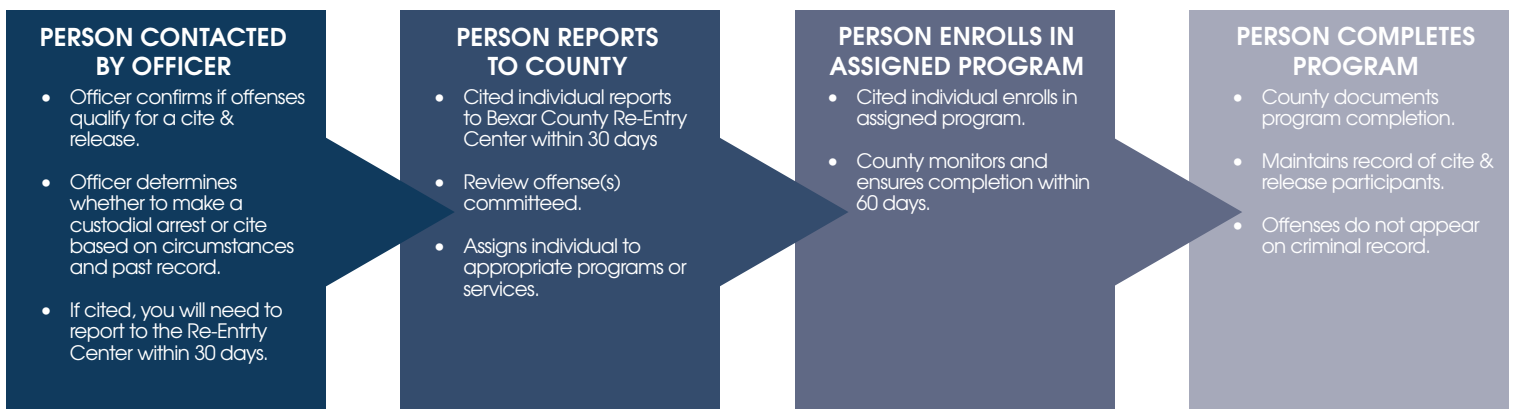 PERSON CONTACTED
BY OFFICER
• Officer confirms if offenses
qualify for a cite &
release.
• Officer determines
whether to make a
custodial arrest or cite
based on circumstances
and past record.
• If cited, you will need to
report to the Re-Entrty
Center within 30 days.
PERSON REPORTS
TO COUNTY
• Cited individual reports
to Bexar County Re-Entry
Center within 30 days
• Review offense(s)
committeed.
• Assigns individual to
appropriate programs or
services.
PERSON ENROLLS IN
ASSIGNED PROGRAM
• Cited individual enrolls in
assigned program.
• County monitors and
ensures completion within
60 days.
PERSON COMPLETES
PROGRAM
• County documents
program completion.
• Maintains record of cite &
release participants.
• Offenses do not appear
on criminal record.